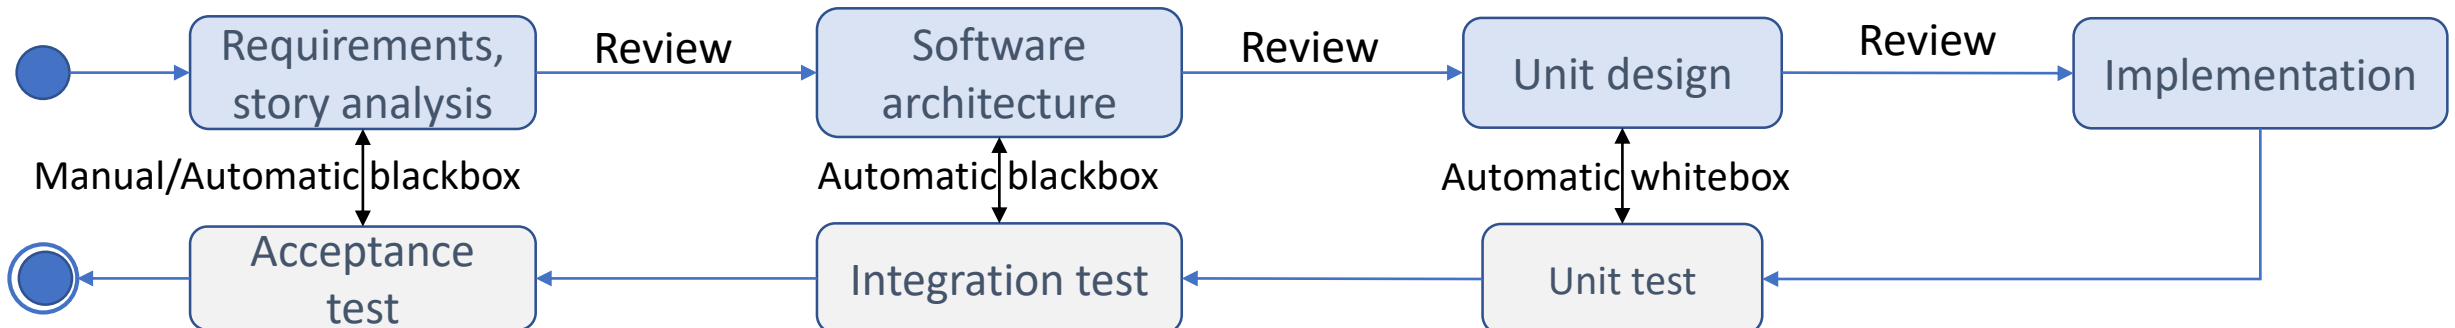 Requirements,
story analysis
Review
Software
architecture
Review
Unit design
Review
Implementation
Manual/Automatic blackbox
Automatic blackbox
Automatic whitebox
Acceptance
test
Integration test
Unit test